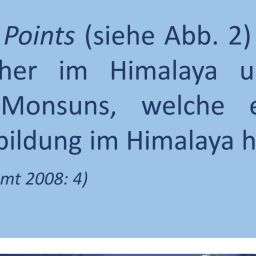 Points (siehe Abb. 2)
her im Himalaya u
Monsuns, welche e
bildung im Himalaya h
mt 2008: 4)